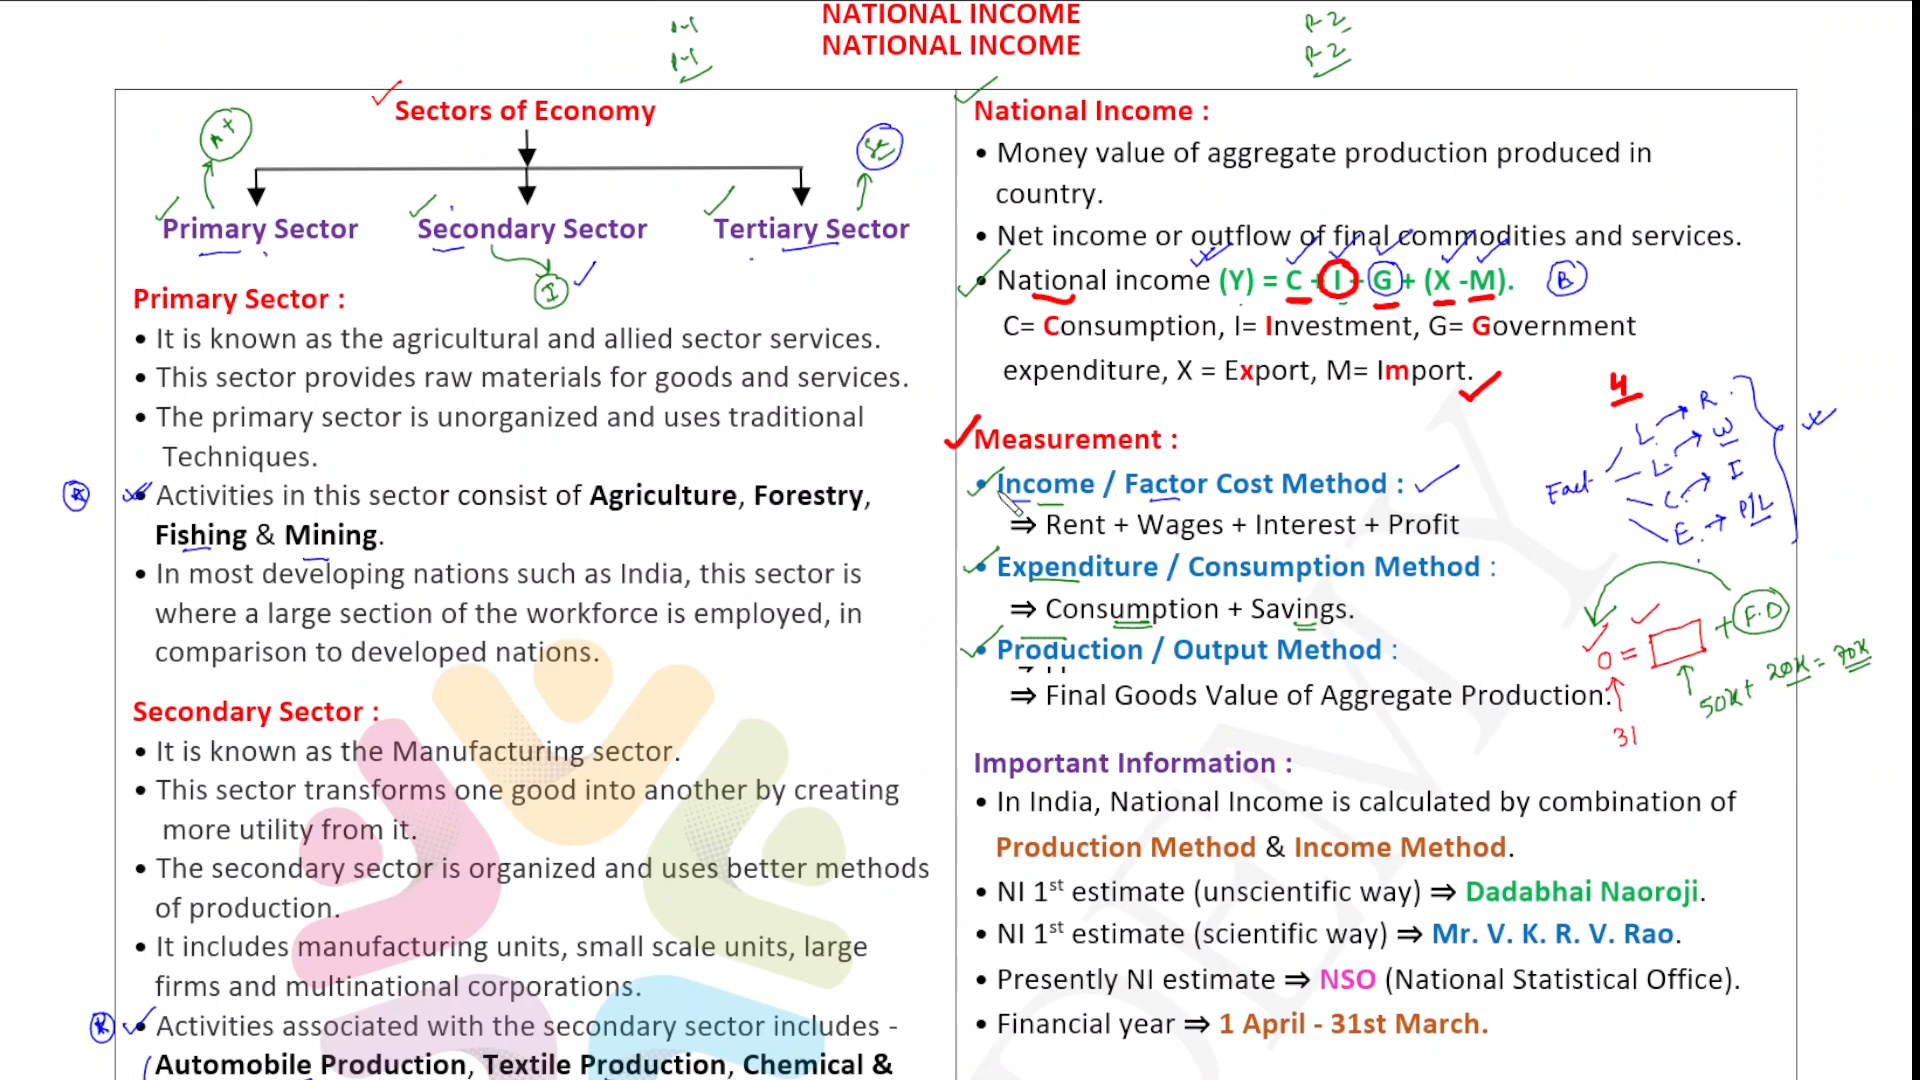 NATIONAL INCOME
NATIONAL INCOME
P-1
P-1
P-2
P-2
Sectors of Economy
A+
Se
Primary Sector
Secondary Sector
Tertiary Sector
I
Primary Sector :
• It is known as the agricultural and allied sector services.
• This sector provides raw materials for goods and services.
• The primary sector is unorganized and uses traditional
Techniques.
• Activities in this sector consist of Agriculture, Forestry,
Fishing & Mining.
• In most developing nations such as India, this sector is
where a large section of the workforce is employed, in
comparison to developed nations.
Secondary Sector :
• It is known as the Manufacturing sector.
• This sector transforms one good into another by creating
more utility from it.
• The secondary sector is organized and uses better methods
of production.
• It includes manufacturing units, small scale units, large
firms and multinational corporations.
• Activities associated with the secondary sector includes -
Automobile Production, Textile Production, Chemical &
National Income :
• Money value of aggregate production produced in
country.
• Net income or outflow of final commodities and services.
• National income (Y) = C + I + G + (X -M).
B
C= Consumption, I= Investment, G= Government
expenditure, X = Export, M= Import.
Measurement :
• Income / Factor Cost Method :
⇒ Rent + Wages + Interest + Profit
• Expenditure / Consumption Method :
⇒ Consumption + Savings.
• Production / Output Method :
⇒ Final Goods Value of Aggregate Production.
4
Fact
L → R
L → W
C → I
E → P/L
O = + F.D
50K + 20K = 70K
31
Important Information :
• In India, National Income is calculated by combination of
Production Method & Income Method.
• NI 1st estimate (unscientific way) ⇒ Dadabhai Naoroji.
• NI 1st estimate (scientific way) ⇒ Mr. V. K. R. V. Rao.
• Presently NI estimate ⇒ NSO (National Statistical Office).
• Financial year ⇒ 1 April - 31st March.